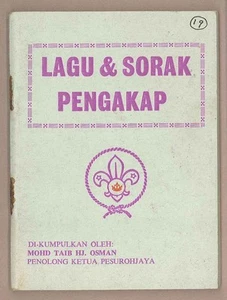 19
LAGU & SORAK
PENGAKAP
DI-KUMPULKAN OLEH:
MOHD TAIB HJ. OSMAN
PENOLONG KETUA PESUROHJAYA